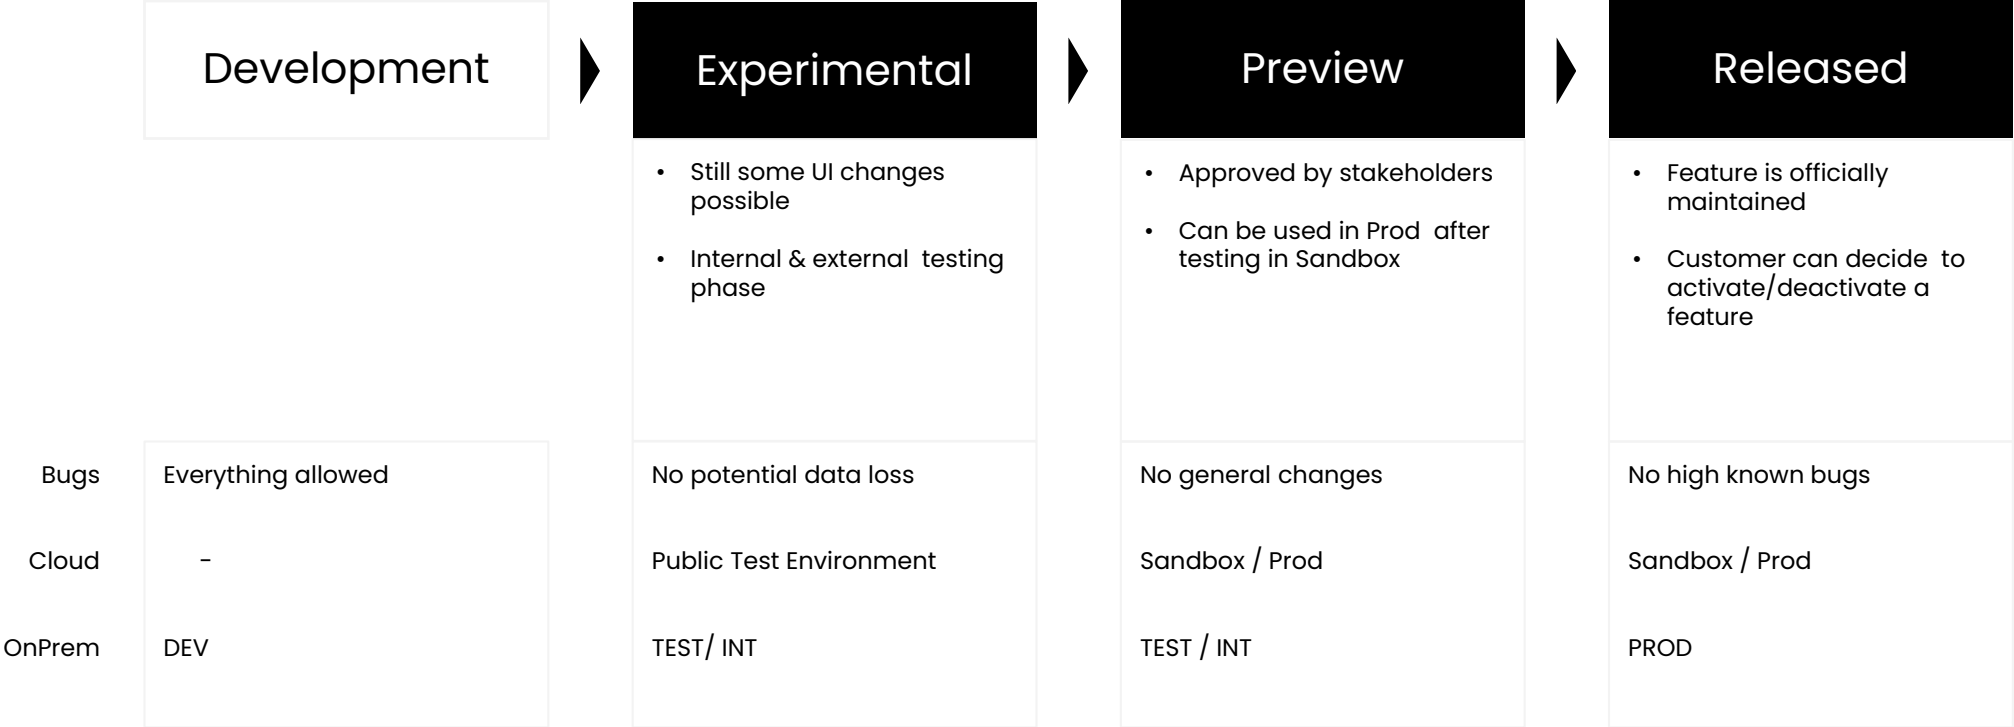 Development
Experimental
Preview
Released
• Still some UI changes
possible
• Internal & external  testing
phase
• Approved by stakeholders
• Can be used in Prod  after
testing in Sandbox
• Feature is officially
maintained
• Customer can decide  to
activate/deactivate a
feature
Bugs
Everything allowed
No potential data loss
No general changes
No high known bugs
Cloud
-
Public Test Environment
Sandbox / Prod
Sandbox / Prod
OnPrem
DEV
TEST/ INT
TEST / INT
PROD